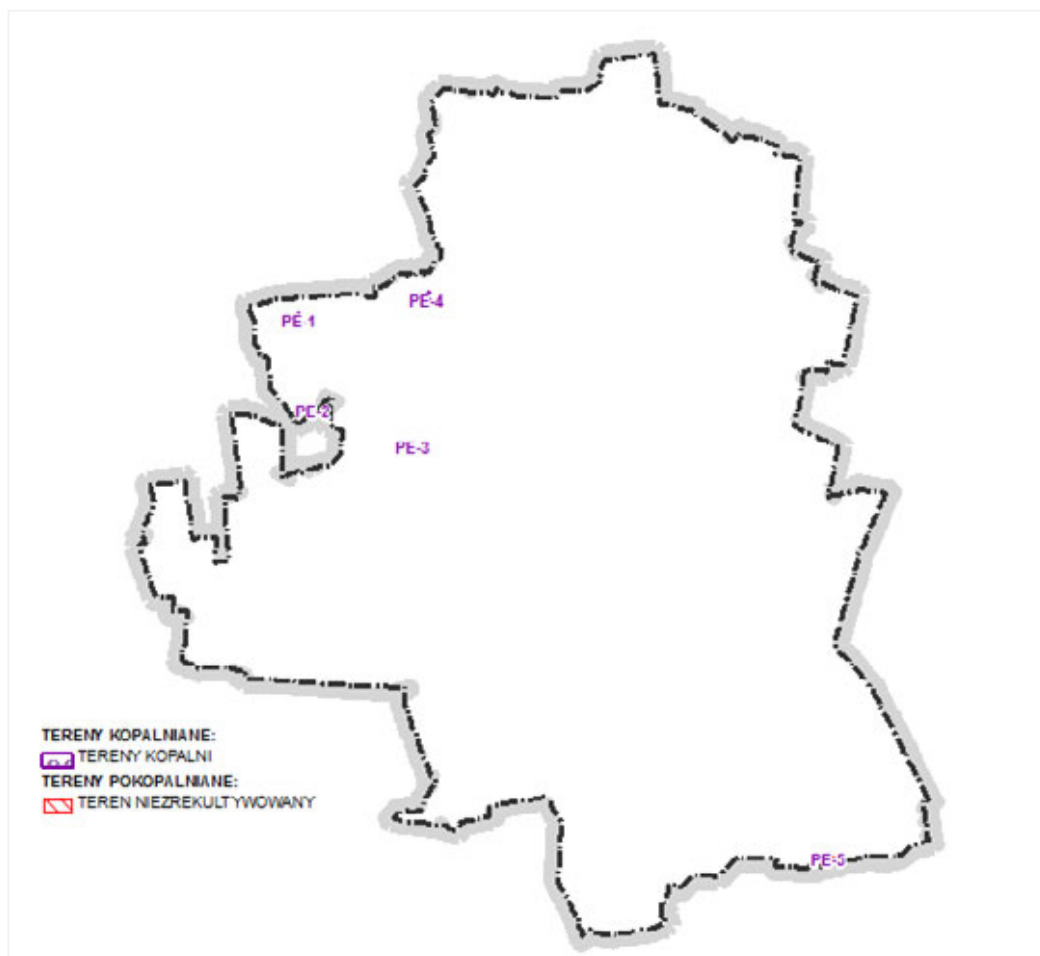 PE-4
PE-1
PE-2
PE-3
TERENY KOPALNIANE:
TERENY KOPALNI
TERENY POKOPALNIANE:
TEREN NIEZREKULTYWOWANY
PE-5